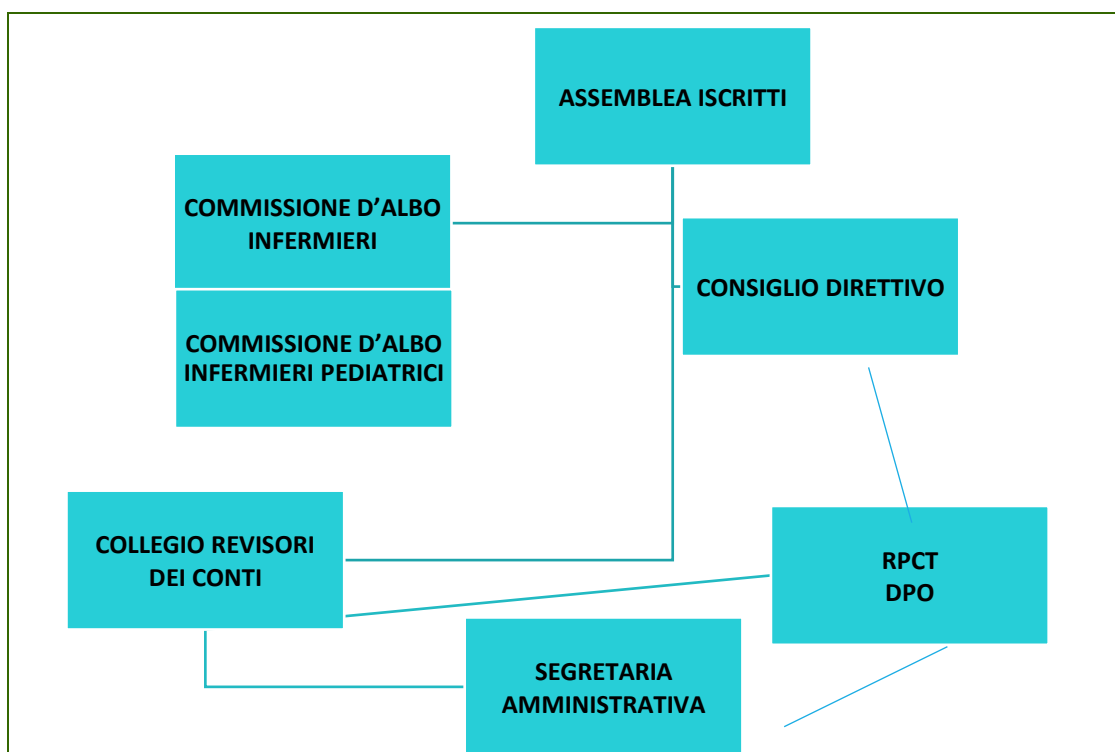 ASSEMBLEA ISCRITTI
COMMISSIONE D’ALBO
INFERMIERI
CONSIGLIO DIRETTIVO
COMMISSIONE D’ALBO
INFERMIERI PEDIATRICI
COLLEGIO REVISORI
DEI CONTI
RPCT
DPO
SEGRETARIA
AMMINISTRATIVA